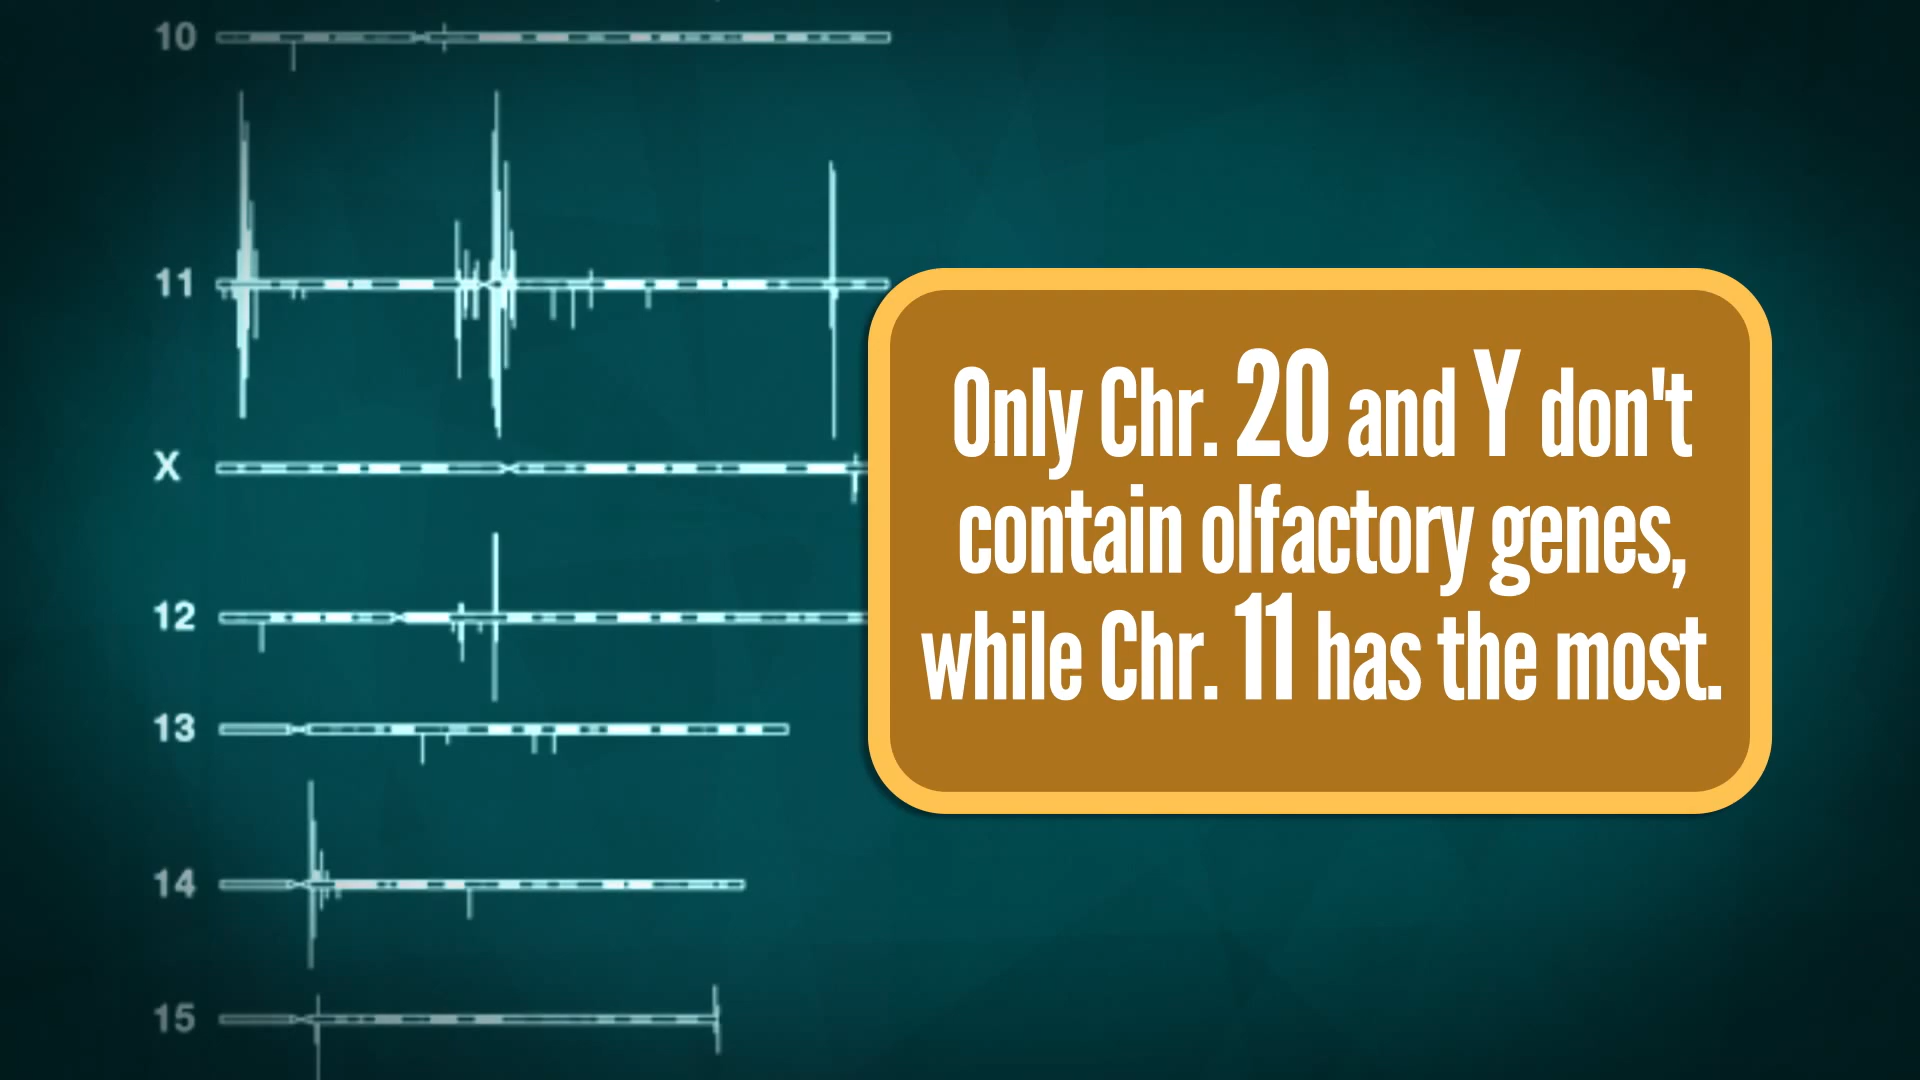 10
11
X
12
13
14
15
Only Chr. 20 and Y don't
contain olfactory genes,
while Chr. 11 has the most.